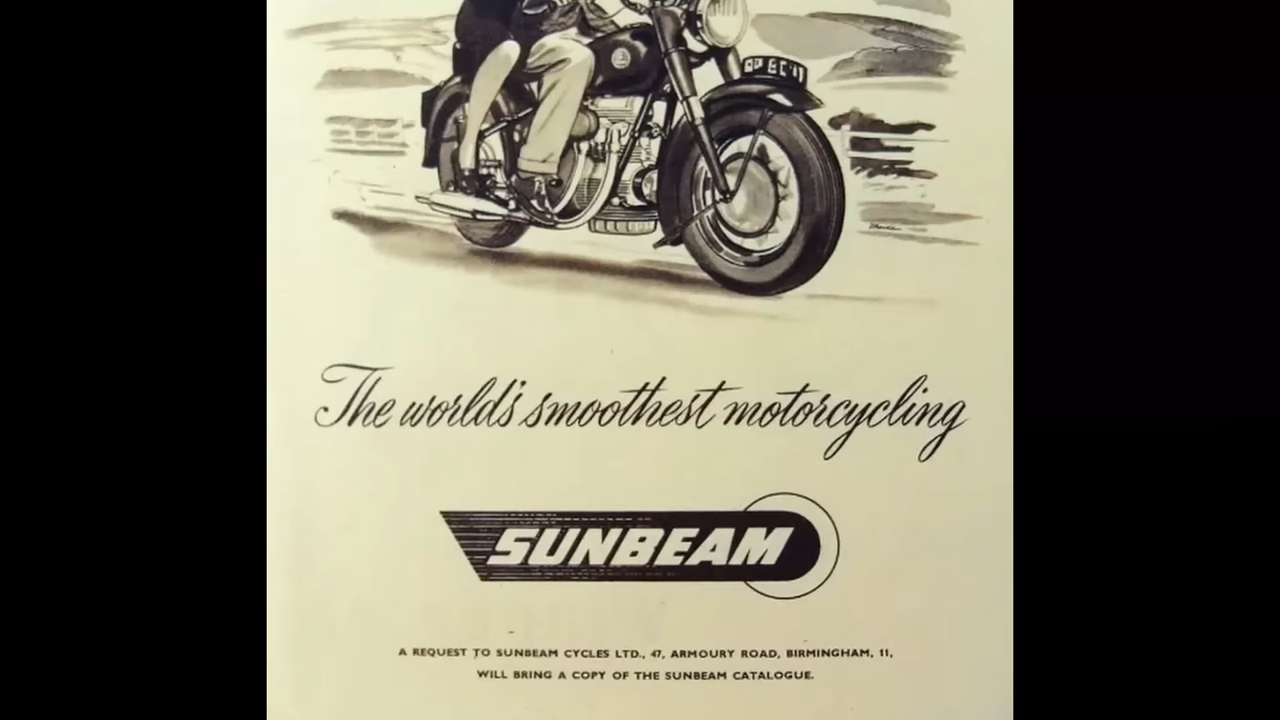 The world's smoothest motorcycling
SUNBEAM
A REQUEST TO SUNBEAM CYCLES LTD., 47, ARMOURY ROAD, BIRMINGHAM, 11,
WILL BRING A COPY OF THE SUNBEAM CATALOGUE.